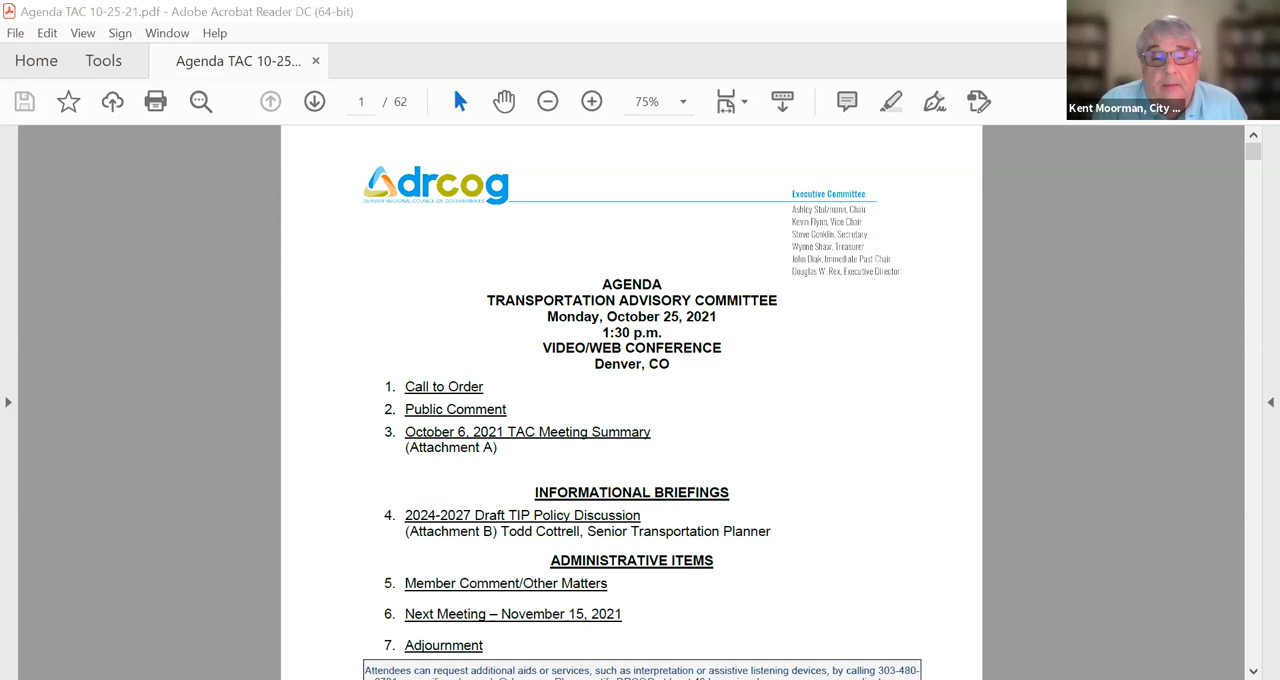 Agenda TAC 10-25-21.pdf - Adobe Acrobat Reader DC (64-bit)
File Edit View Sign Window Help
Home Tools Agenda TAC 10-25... ×
1 / 62 75%
Kent Moorman, City ...
drcog
DENVER REGIONAL COUNCIL OF GOVERNMENTS
Executive Committee
Ashley Stolzmann, Chair
Kevin Flynn, Vice Chair
Steve Conklin, Secretary
Wynne Shaw, Treasurer
John Diak, Immediate Past Chair
Douglas W. Rex, Executive Director
AGENDA
TRANSPORTATION ADVISORY COMMITTEE
Monday, October 25, 2021
1:30 p.m.
VIDEO/WEB CONFERENCE
Denver, CO
1. Call to Order
2. Public Comment
3. October 6, 2021 TAC Meeting Summary
(Attachment A)
INFORMATIONAL BRIEFINGS
4. 2024-2027 Draft TIP Policy Discussion
(Attachment B) Todd Cottrell, Senior Transportation Planner
ADMINISTRATIVE ITEMS
5. Member Comment/Other Matters
6. Next Meeting – November 15, 2021
7. Adjournment
Attendees can request additional aids or services, such as interpretation or assistive listening devices, by calling 303-480-